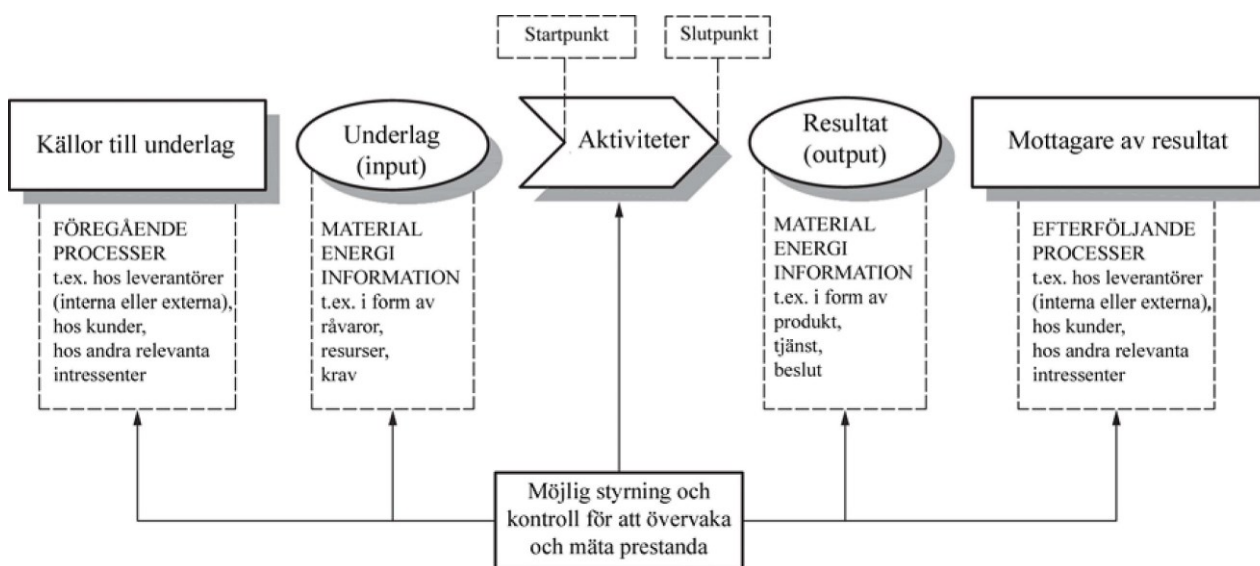 Startpunkt
Slutpunkt
Källor till underlag
Underlag
(input)
Aktiviteter
Resultat
(output)
Mottagare av resultat
FÖREGÅENDE
PROCESSER
t.ex. hos leverantörer
(interna eller externa),
hos kunder,
hos andra relevanta
intressenter
MATERIAL
ENERGI
INFORMATION
t.ex. i form av
råvaror,
resurser,
krav
MATERIAL
ENERGI
INFORMATION
t.ex. i form av
produkt,
tjänst,
beslut
EFTERFÖLJANDE
PROCESSER
t.ex. hos leverantörer
(interna eller externa),
hos kunder,
hos andra relevanta
intressenter
Möjlig styrning och
kontroll för att övervaka
och mäta prestanda